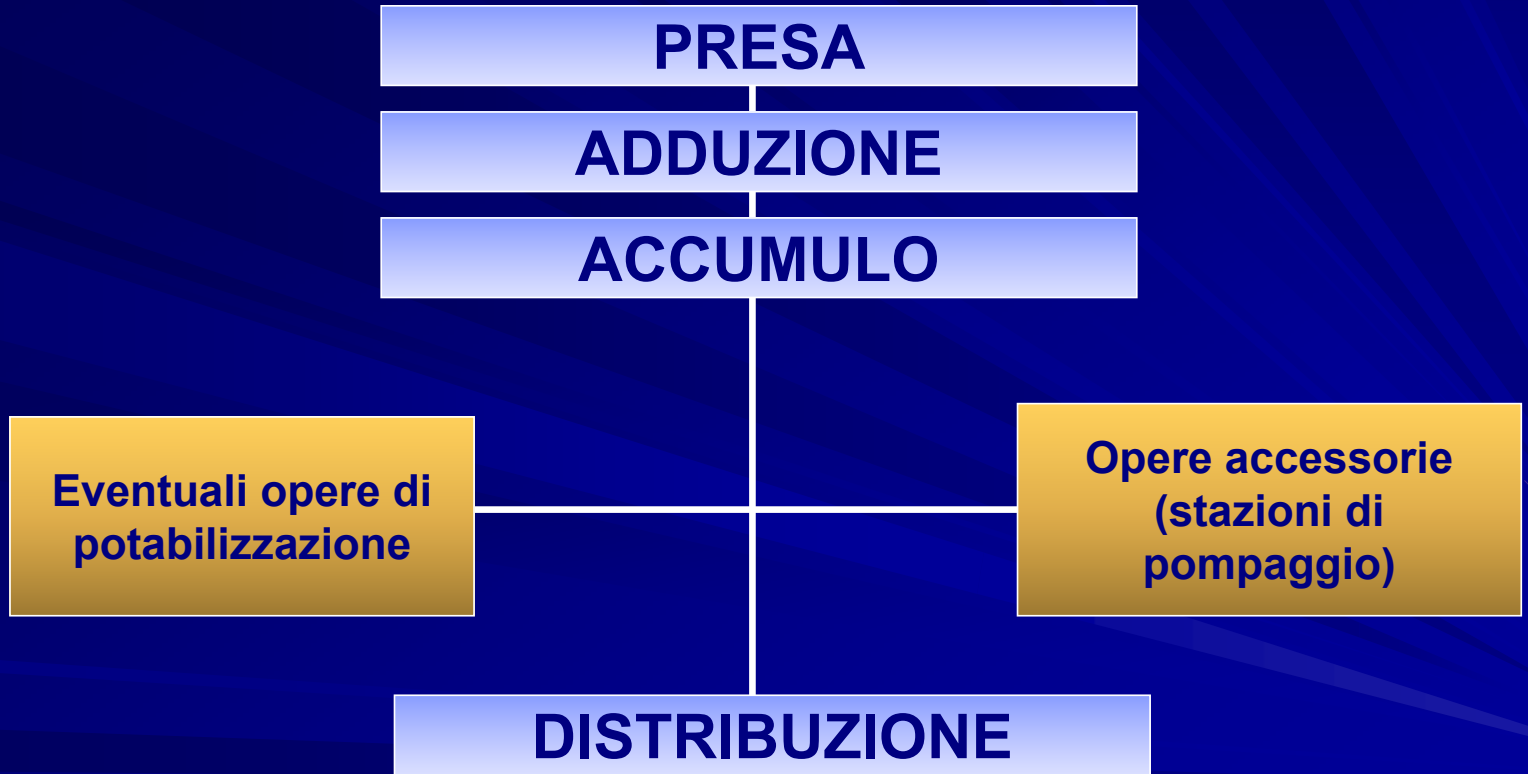 PRESA
ADDUZIONE
ACCUMULO
Eventuali opere di
potabilizzazione
Opere accessorie
(stazioni di
pompaggio)
DISTRIBUZIONE